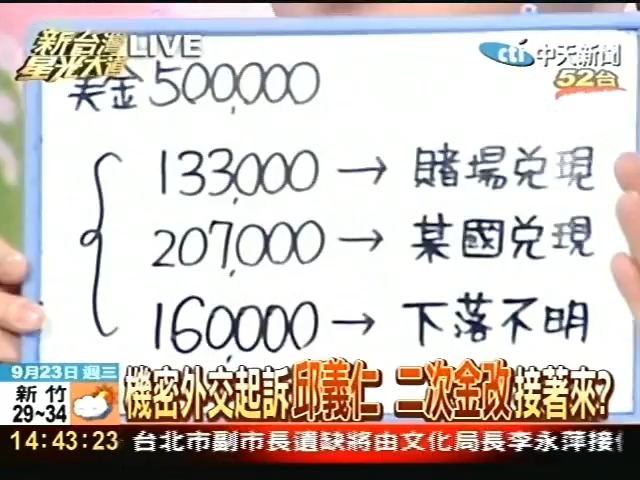 新台灣
星光大道
LIVE
cti 中天新聞
52台
美金500,000
133,000→賭場兌現
207,000→某國兌現
160,000→下落不明
9月23日 週三
新竹
29~34
機密外交起訴邱義仁 二次金改接著來?
14:43:23 台北市副市長遺缺將由文化局長李永萍接